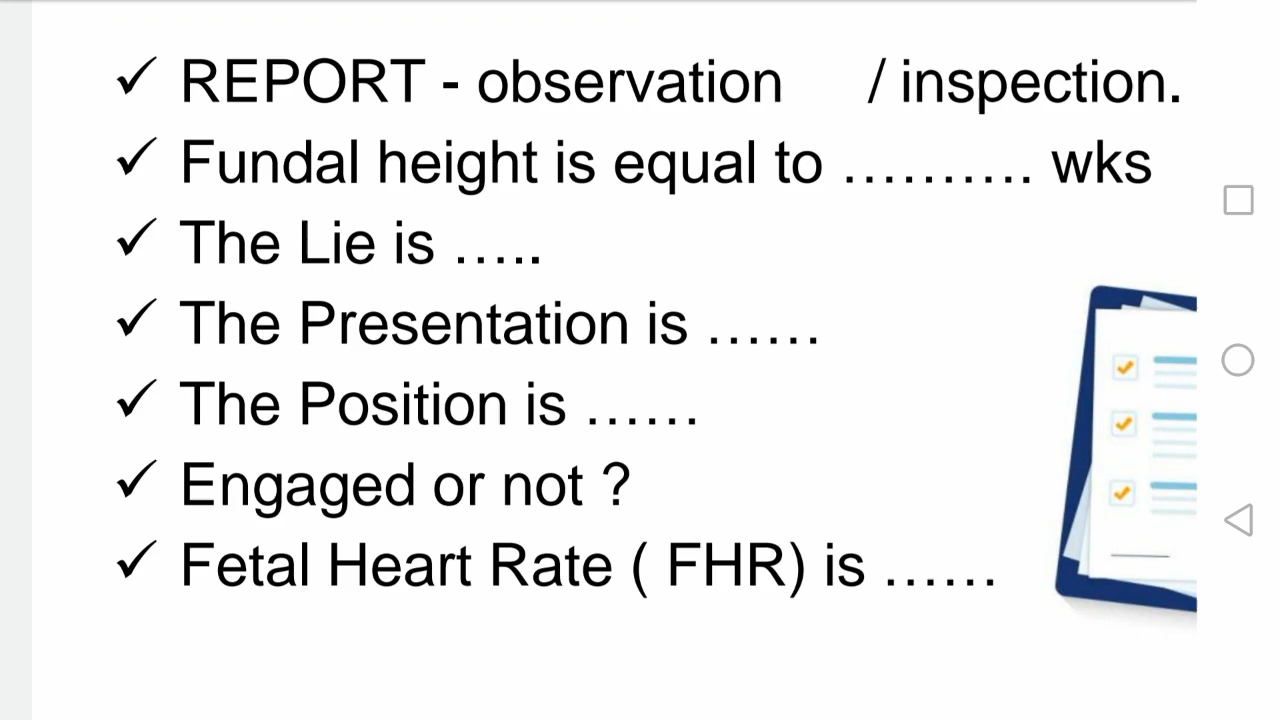 ✓ REPORT - observation / inspection.
✓ Fundal height is equal to ………. wks
✓ The Lie is …..
✓ The Presentation is ……
✓ The Position is ……
✓ Engaged or not ?
✓ Fetal Heart Rate ( FHR) is ……